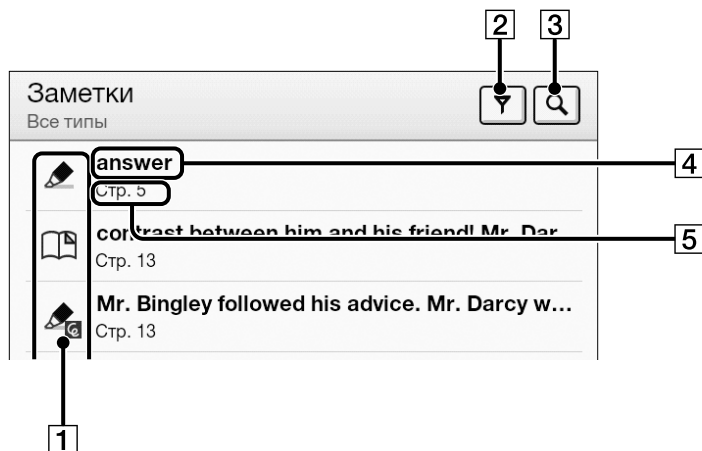 2 3
Заметки
Все типы
answer 4
Стр. 5
contrast between him and his friend! Mr. Dar 5
Стр. 13
Mr. Bingley followed his advice. Mr. Darcy w…
Стр. 13
1